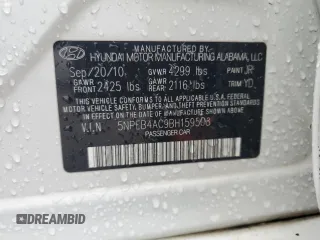 MANUFACTURED BY
HYUNDAI MOTOR MANUFACTURING ALABAMA, LLC
Sep/20/10 GVWR 4299 lbs PAINT JR
GAWR FRONT 2425 lbs GAWR REAR 2116 lbs TRIM YD
THIS VEHICLE CONFORMS TO ALL APPLICABLE U.S.A FEDERAL
MOTOR VEHICLE SAFETY, BUMPER, AND THEFT PREVENTION
STANDARDS IN EFFECT ON THE DATE OF MANUFACTURE SHOWN ABOVE.
V.I.N 5NPEB4AC9BH159508
PASSENGER CAR
DREAMBID